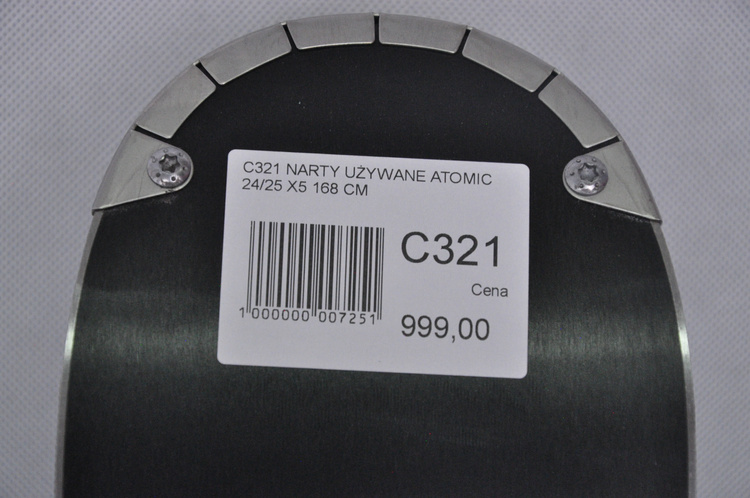 C321 NARTY UŻYWANE ATOMIC
24/25 X5 168 CM
C321
Cena
1 000000 007251
999,00